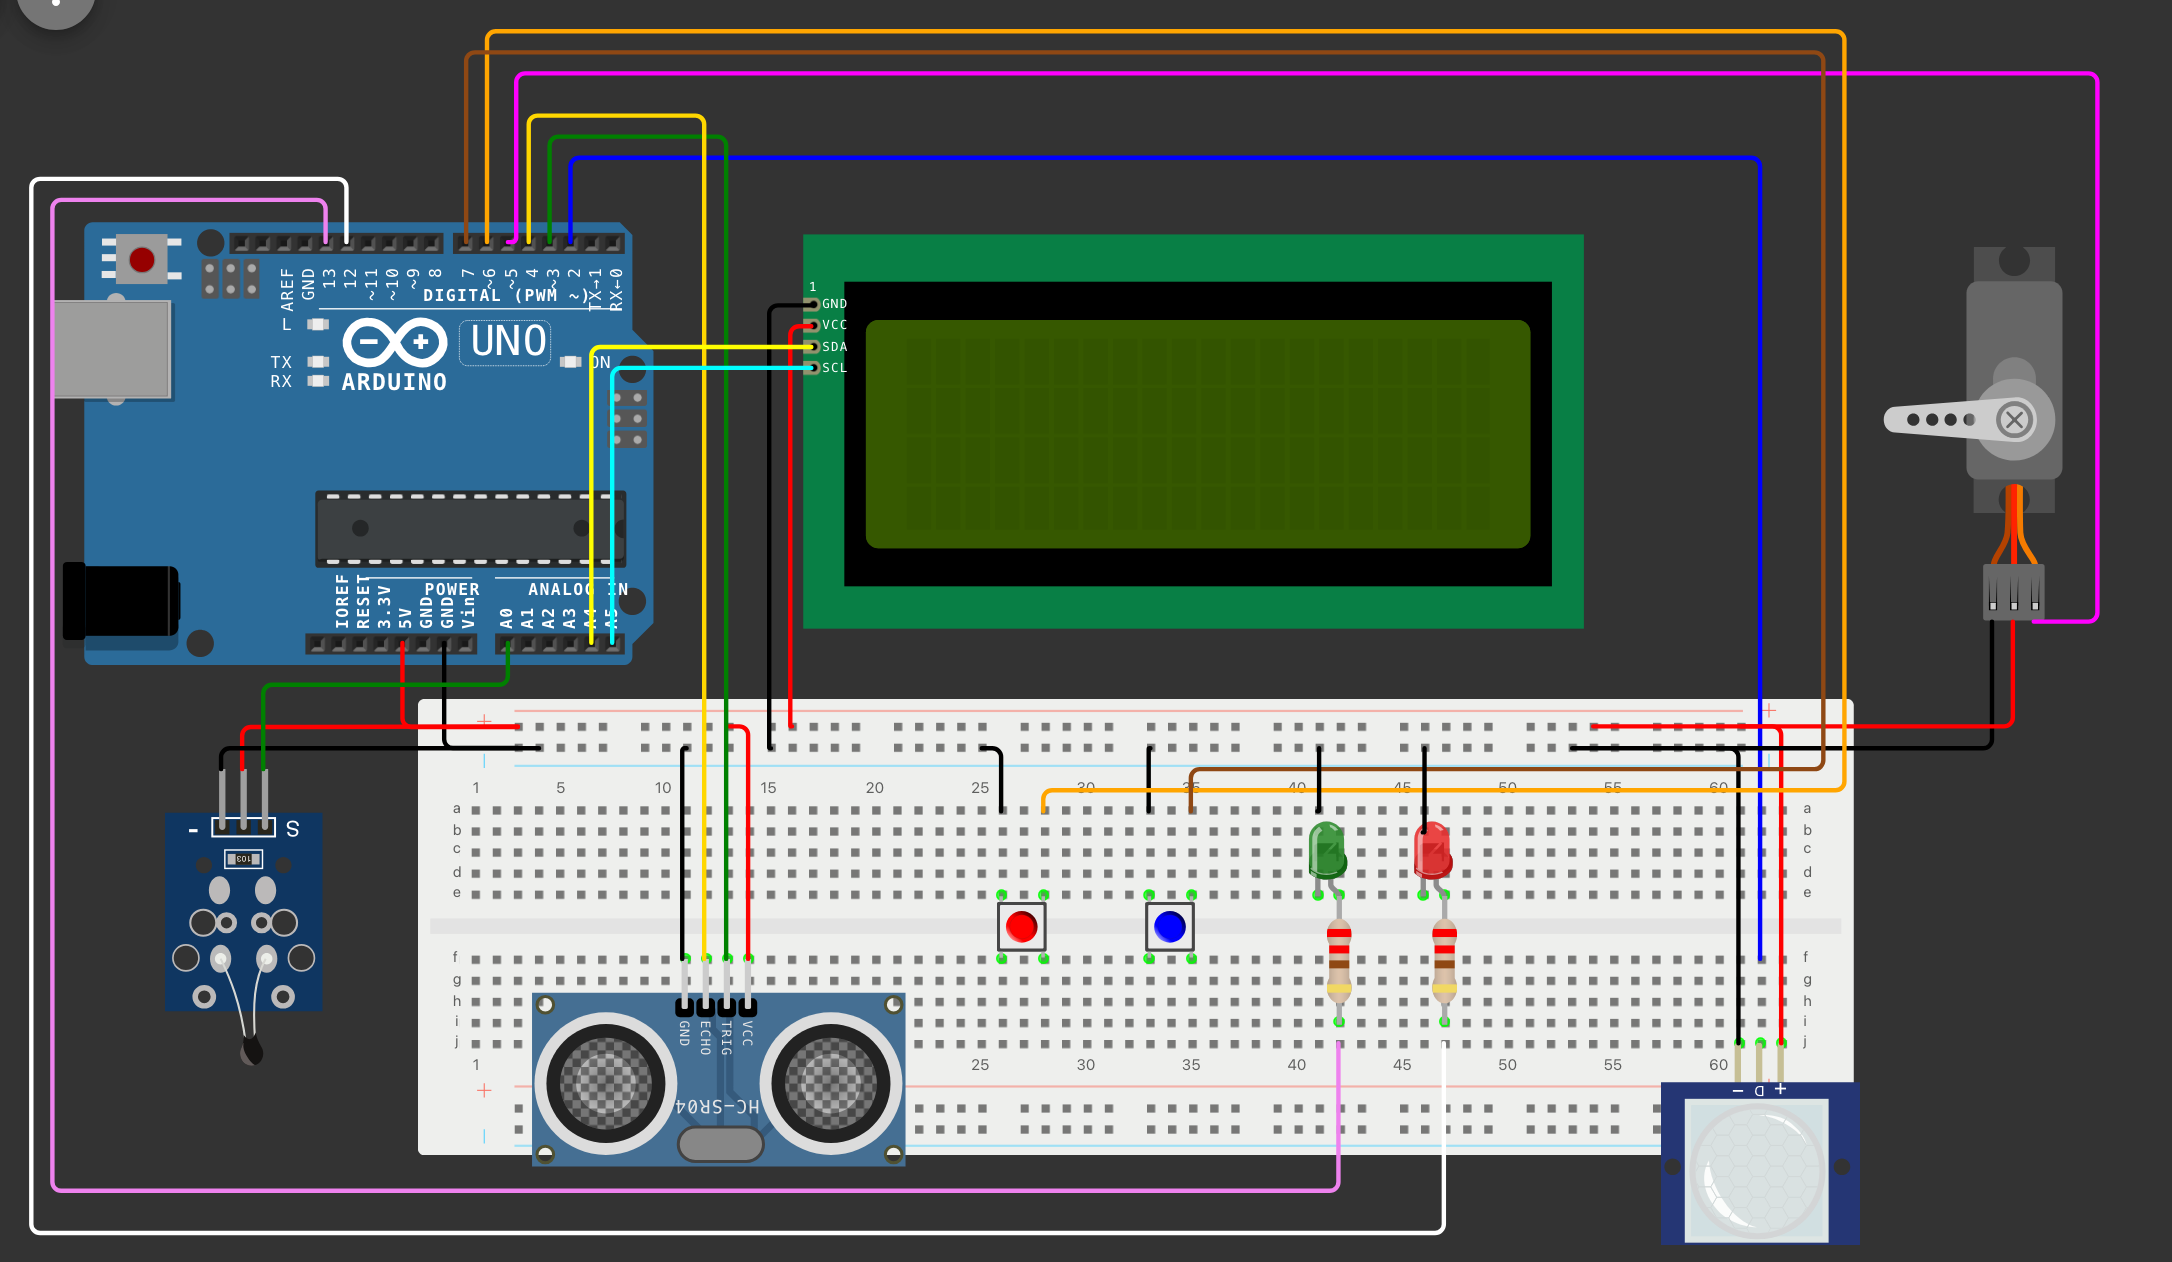 AREF
GND
13
12
~11
~10
~9
8
7
~6
~5
4
~3
2
TX→1
RX←0
DIGITAL (PWM ~)
L
TX
RX
UNO
ARDUINO
ON
1
GND
VCC
SDA
SCL
IOREF
RESET
3.3V
5V
GND
GND
Vin
POWER
ANALOG IN
A0
A1
A2
A3
A4
A5
- S
103
+ +
1 5 10 15 20 25 30 35 40 45 50 55 60
a a
b b
c c
d d
e e
f f
g g
h h
i i
j j
GND
ECHO
TRIG
VCC
HC-SR04
1 25 30 35 40 45 50 55 60
+
− D +